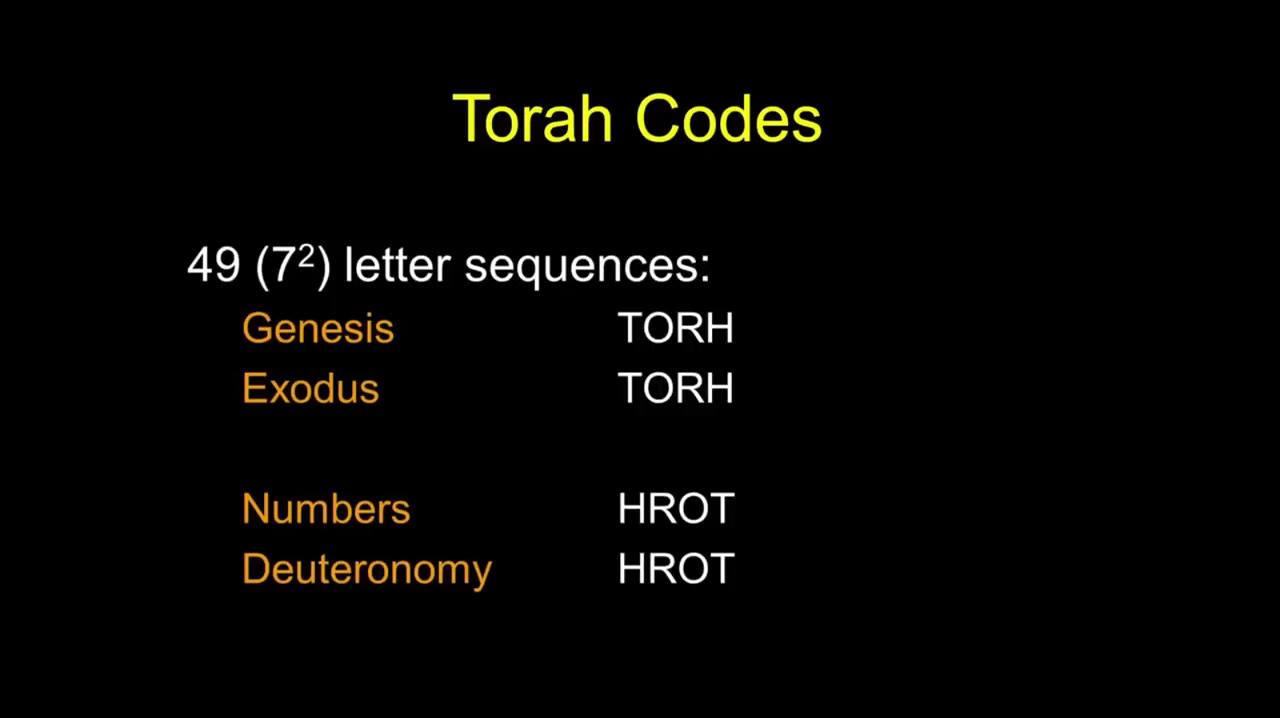 Torah Codes
49 (7²) letter sequences:
Genesis TORH
Exodus TORH
Numbers HROT
Deuteronomy HROT